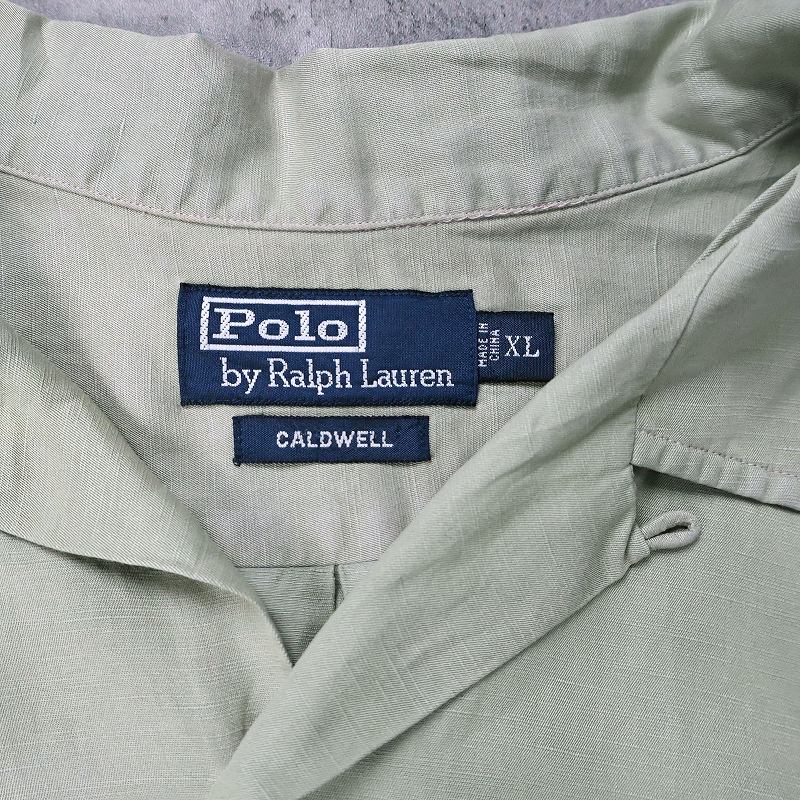 Polo
by Ralph Lauren
MADE IN
CHINA
XL
CALDWELL